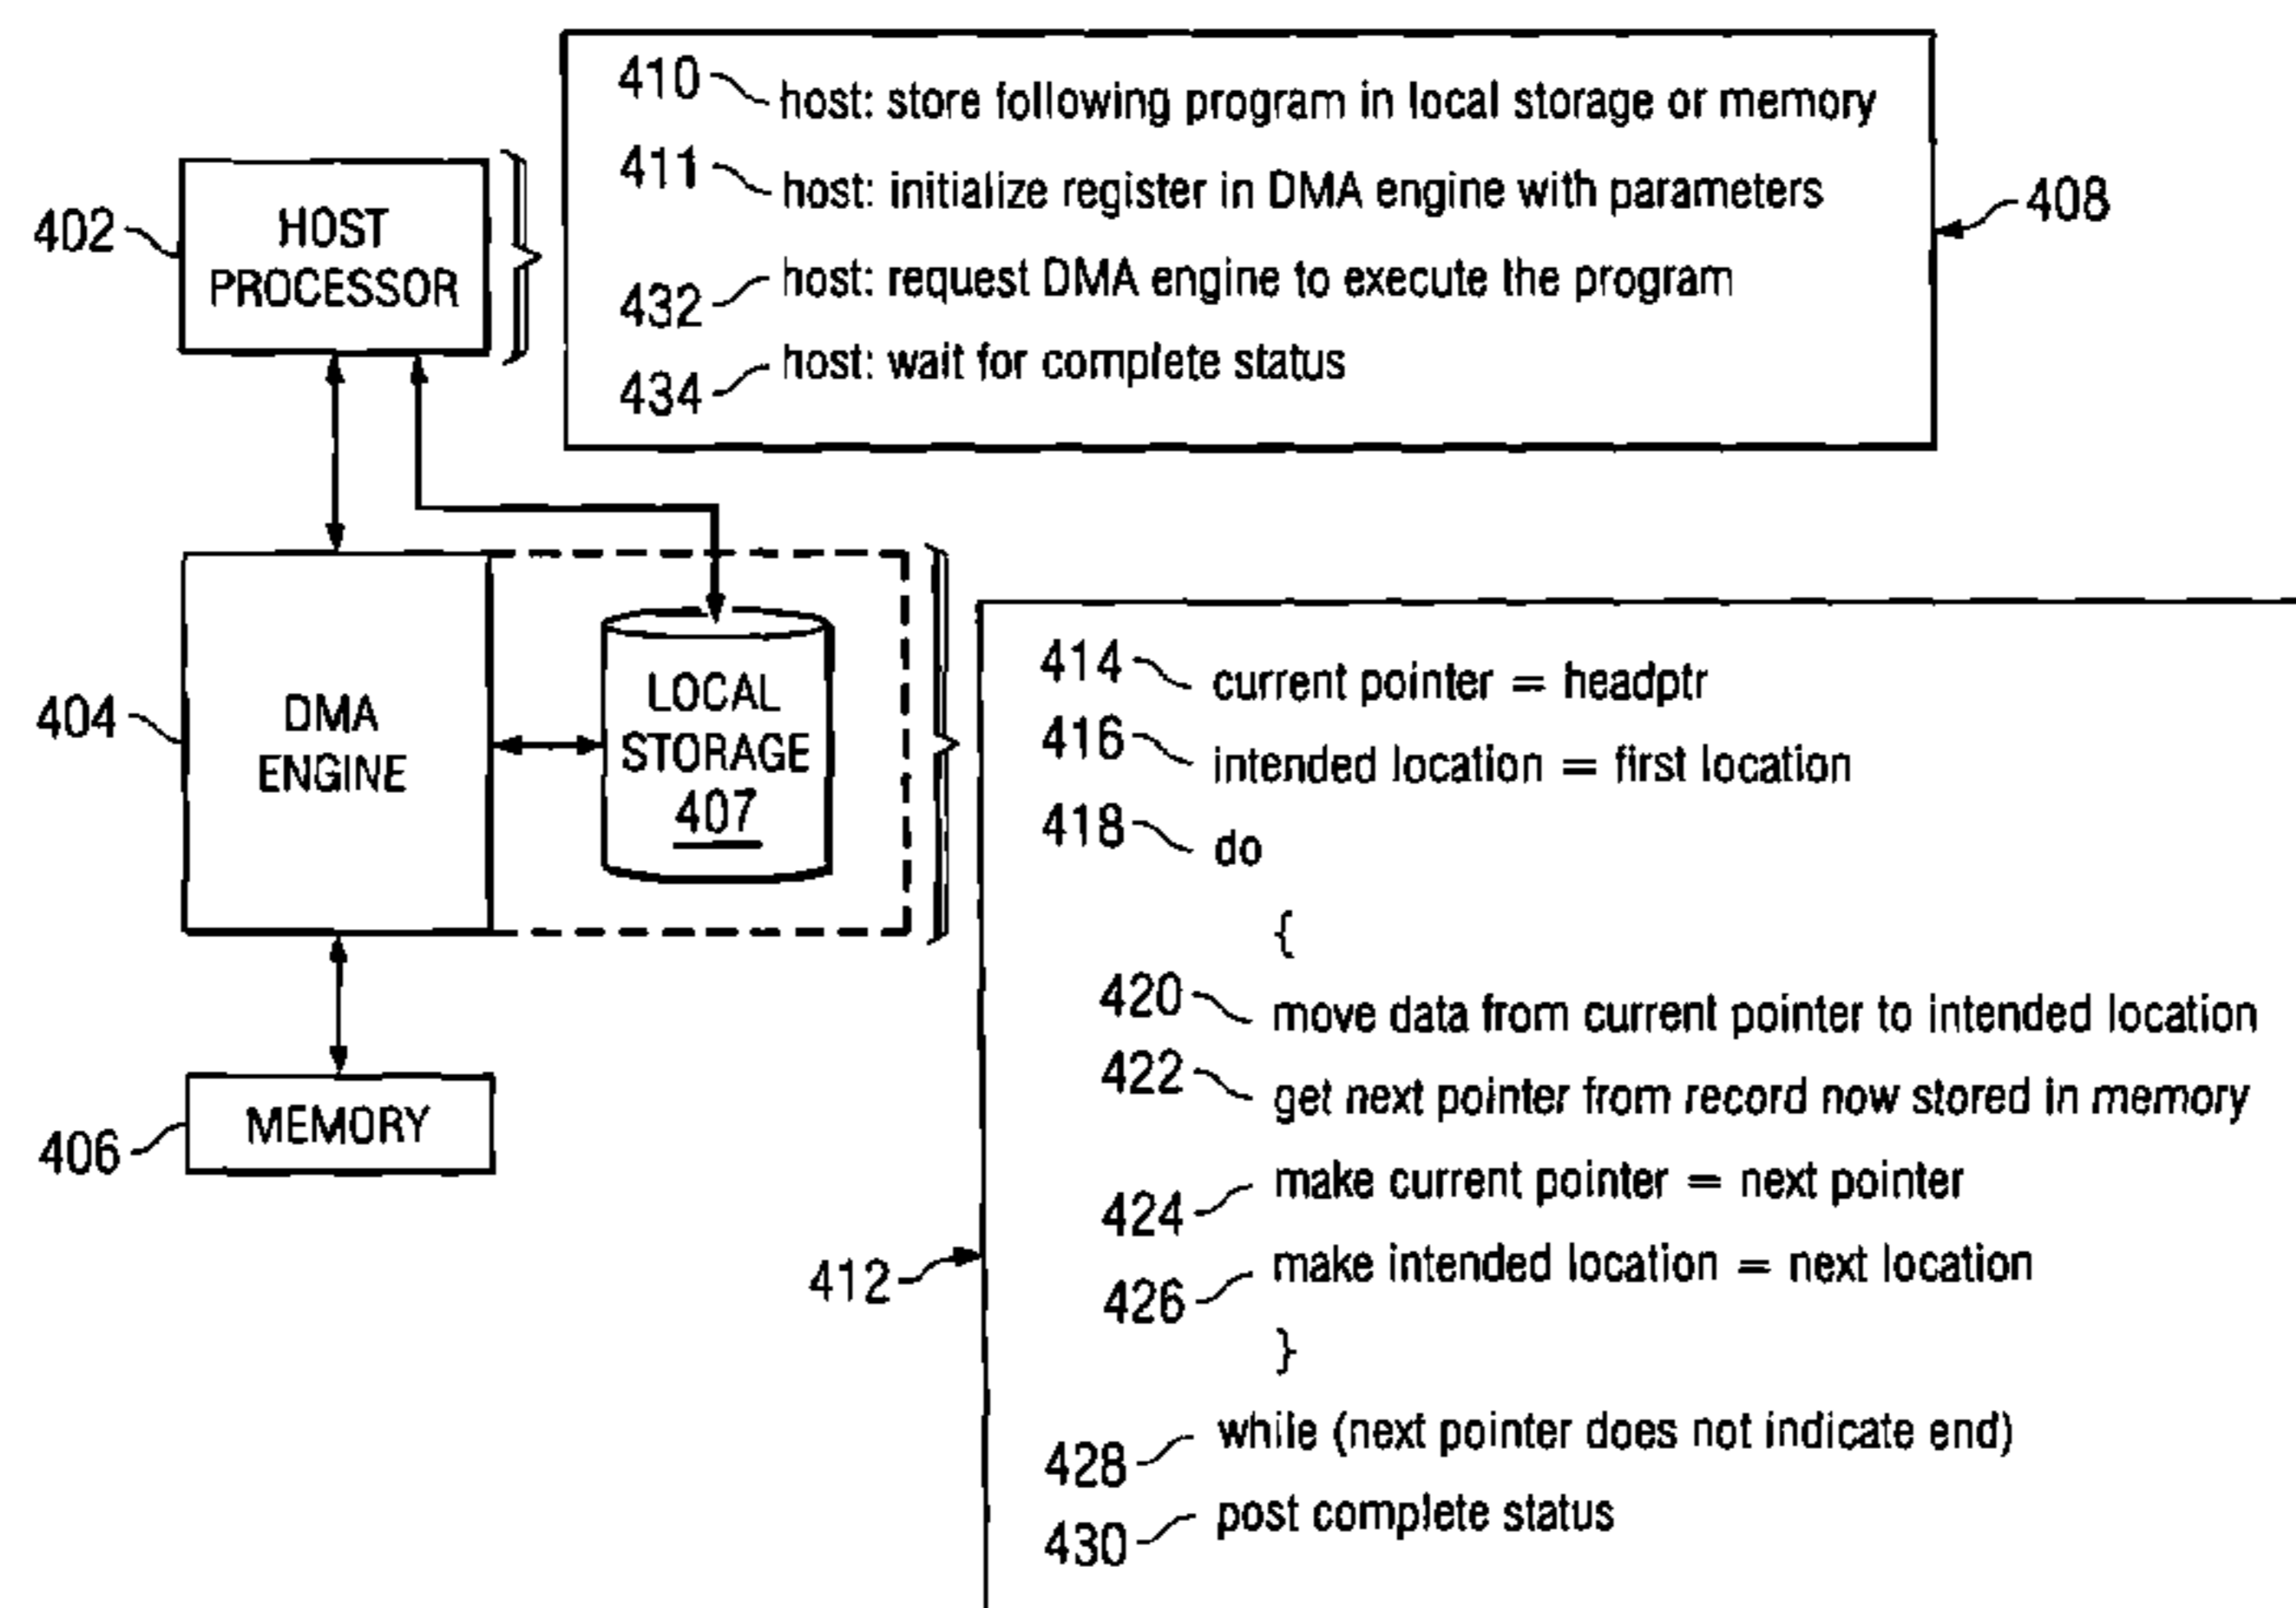 410 host: store following program in local storage or memory
411 host: initialize register in DMA engine with parameters
432 host: request DMA engine to execute the program
434 host: wait for complete status
408
402
HOST
PROCESSOR
404
DMA
ENGINE
LOCAL
STORAGE
407
406
MEMORY
412
414 current pointer = headptr
416 intended location = first location
418 do
{
420 move data from current pointer to intended location
422 get next pointer from record now stored in memory
424 make current pointer = next pointer
426 make intended location = next location
}
428 while (next pointer does not indicate end)
430 post complete status